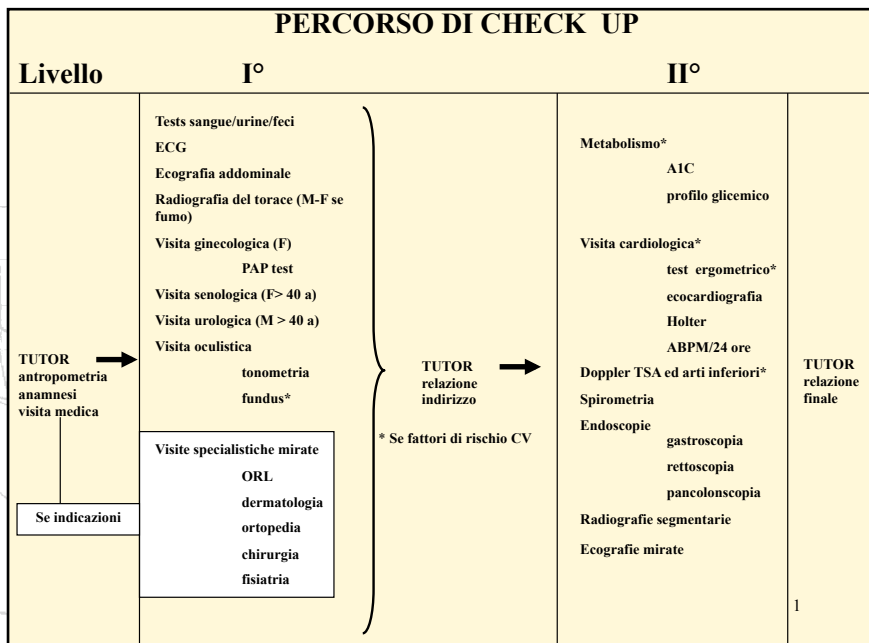 PERCORSO DI CHECK UP
Livello
I°
II°
TUTOR
antropometria
anamnesi
visita medica
Se indicazioni
Tests sangue/urine/feci
ECG
Ecografia addominale
Radiografia del torace (M-F se
fumo)
Visita ginecologica (F)
PAP test
Visita senologica (F> 40 a)
Visita urologica (M > 40 a)
Visita oculistica
tonometria
fundus*
Visite specialistiche mirate
ORL
dermatologia
ortopedia
chirurgia
fisiatria
TUTOR
relazione
indirizzo
* Se fattori di rischio CV
Metabolismo*
A1C
profilo glicemico
Visita cardiologica*
test ergometrico*
ecocardiografia
Holter
ABPM/24 ore
Doppler TSA ed arti inferiori*
Spirometria
Endoscopie
gastroscopia
rettoscopia
pancolonscopia
Radiografie segmentarie
Ecografie mirate
TUTOR
relazione
finale
1